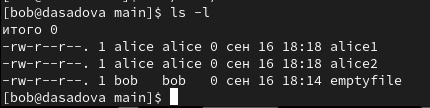 [bob@dasadova main]$ ls -l
итого 0
-rw-r--r--. 1 alice alice 0 сен 16 18:18 alice1
-rw-r--r--. 1 alice alice 0 сен 16 18:18 alice2
-rw-r--r--. 1 bob   bob   0 сен 16 18:14 emptyfile
[bob@dasadova main]$